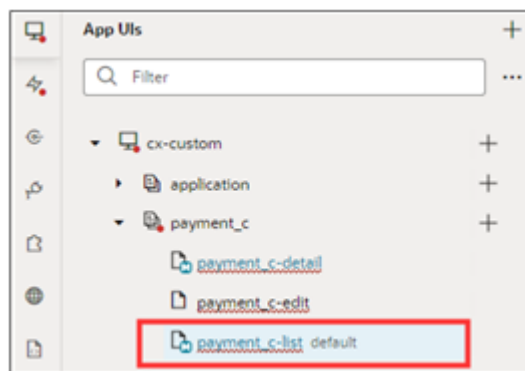 App UIs
Filter
cx-custom
application
payment_c
payment_c-detail
payment_c-edit
payment_c-list default